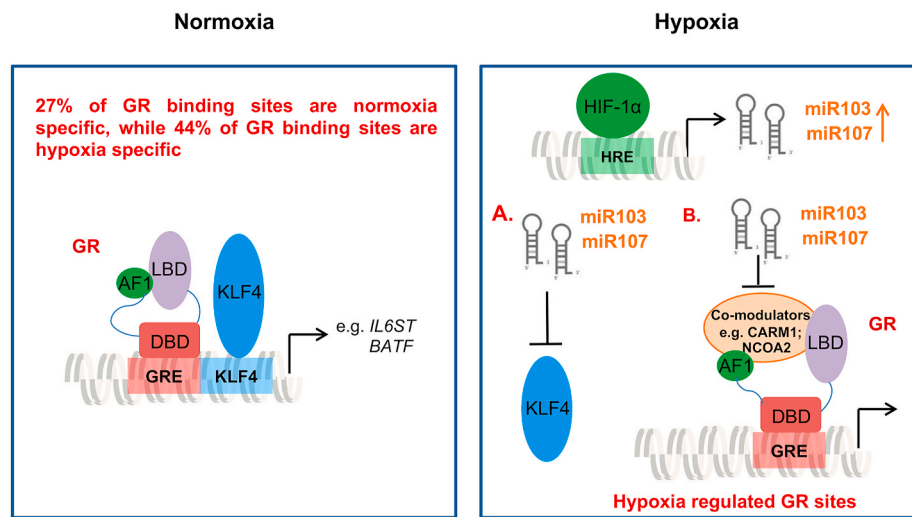 Normoxia
27% of GR binding sites are normoxia
specific, while 44% of GR binding sites are
hypoxia specific
GR
LBD
AF1
KLF4
DBD
GRE
KLF4
e.g. IL6ST
BATF
Hypoxia
HIF-1α
HRE
miR103
miR107
A.
miR103
miR107
KLF4
B.
miR103
miR107
Co-modulators
e.g. CARM1;
NCOA2
GR
LBD
AF1
DBD
GRE
Hypoxia regulated GR sites